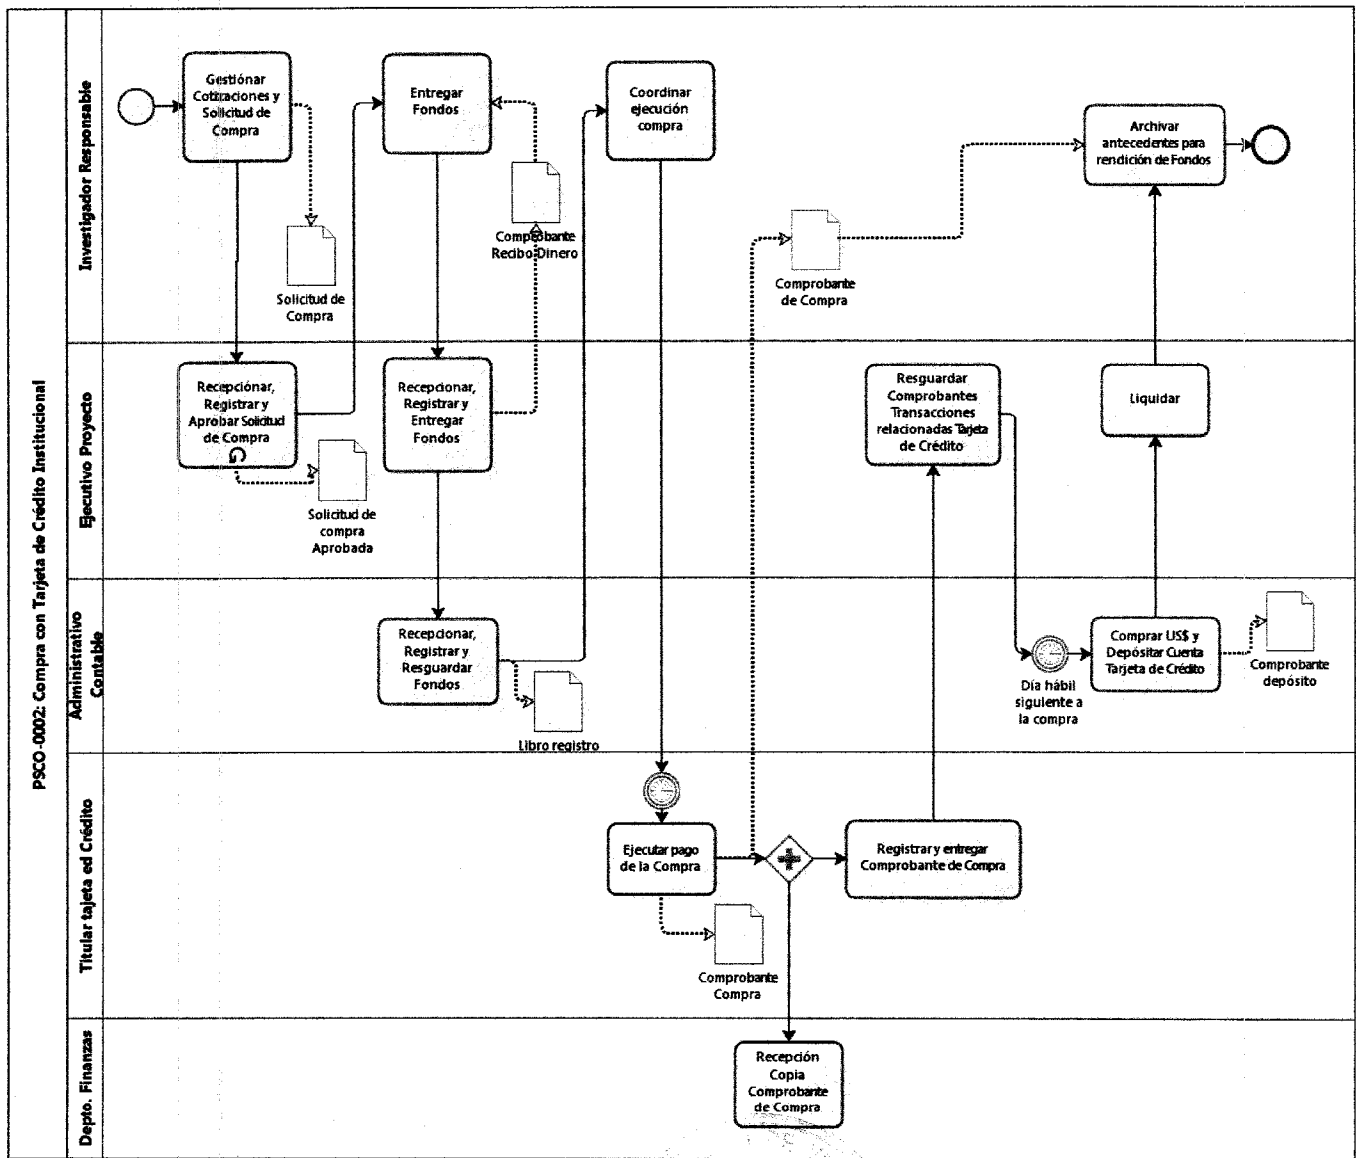 PSCO-0002: Compra con Tarjeta de Crédito Institucional
Investigador Responsable
Gestiónar
Cotizaciones y
Solicitud de
Compra
Solicitud de
Compra
Entregar
Fondos
Comprobante
Recibo Dinero
Coordinar
ejecución
compra
Comprobante
de Compra
Archivar
antecedentes para
rendición de Fondos
Ejecutivo Proyecto
Recepciónar,
Registrar y
Aprobar Solicitud
de Compra
Solicitud de
compra
Aprobada
Recepcionar,
Registrar y
Entregar
Fondos
Resguardar
Comprobantes
Transacciones
relacionadas Tarjeta
de Crédito
Liquidar
Administrativo
Contable
Recepcionar,
Registrar y
Resguardar
Fondos
Libro registro
Día hábil
siguiente a
la compra
Comprar US$ y
Depósitar Cuenta
Tarjeta de Crédito
Comprobante
depósito
Titular tajeta ed Crédito
Ejecutar pago
de la Compra
Comprobante
Compra
Registrar y entregar
Comprobante de Compra
Depto. Finanzas
Recepción
Copia
Comprobante
de Compra